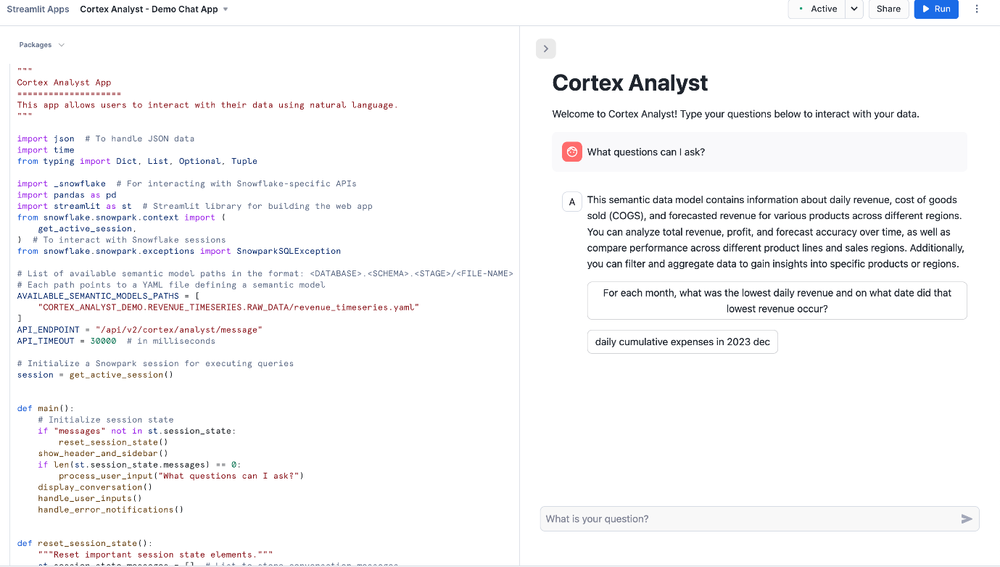 Streamlit Apps Cortex Analyst - Demo Chat App
Active
Share
Run
Packages
"""
Cortex Analyst App
====================
This app allows users to interact with their data using natural language.
"""
import json  # To handle JSON data
import time
from typing import Dict, List, Optional, Tuple
import _snowflake  # For interacting with Snowflake-specific APIs
import pandas as pd
import streamlit as st  # Streamlit library for building the web app
from snowflake.snowpark.context import (
    get_active_session,
)  # To interact with Snowflake sessions
from snowflake.snowpark.exceptions import SnowparkSQLException
# List of available semantic model paths in the format: <DATABASE>.<SCHEMA>.<STAGE>/<FILE-NAME>
# Each path points to a YAML file defining a semantic model
AVAILABLE_SEMANTIC_MODELS_PATHS = [
    "CORTEX_ANALYST_DEMO.REVENUE_TIMESERIES.RAW_DATA/revenue_timeseries.yaml"
]
API_ENDPOINT = "/api/v2/cortex/analyst/message"
API_TIMEOUT = 30000  # in milliseconds
# Initialize a Snowpark session for executing queries
session = get_active_session()
def main():
    # Initialize session state
    if "messages" not in st.session_state:
        reset_session_state()
    show_header_and_sidebar()
    if len(st.session_state.messages) == 0:
        process_user_input("What questions can I ask?")
    display_conversation()
    handle_user_inputs()
    handle_error_notifications()
def reset_session_state():
    """Reset important session state elements."""
    st.session_state.messages = []  # List to store conversation messages
Cortex Analyst
Welcome to Cortex Analyst! Type your questions below to interact with your data.
What questions can I ask?
A
This semantic data model contains information about daily revenue, cost of goods
sold (COGS), and forecasted revenue for various products across different regions.
You can analyze total revenue, profit, and forecast accuracy over time, as well as
compare performance across different product lines and sales regions. Additionally,
you can filter and aggregate data to gain insights into specific products or regions.
For each month, what was the lowest daily revenue and on what date did that
lowest revenue occur?
daily cumulative expenses in 2023 dec
What is your question?